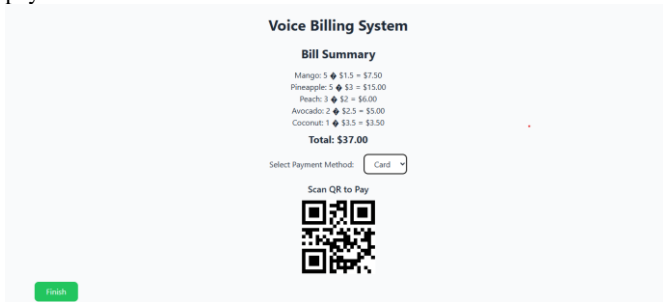 Voice Billing System
Bill Summary
Mango: 5 � $1.5 = $7.50
Pineapple: 5 � $3 = $15.00
Peach: 3 � $2 = $6.00
Avocado: 2 � $2.5 = $5.00
Coconut: 1 � $3.5 = $3.50
Total: $37.00
Select Payment Method: Card
Scan QR to Pay
Finish